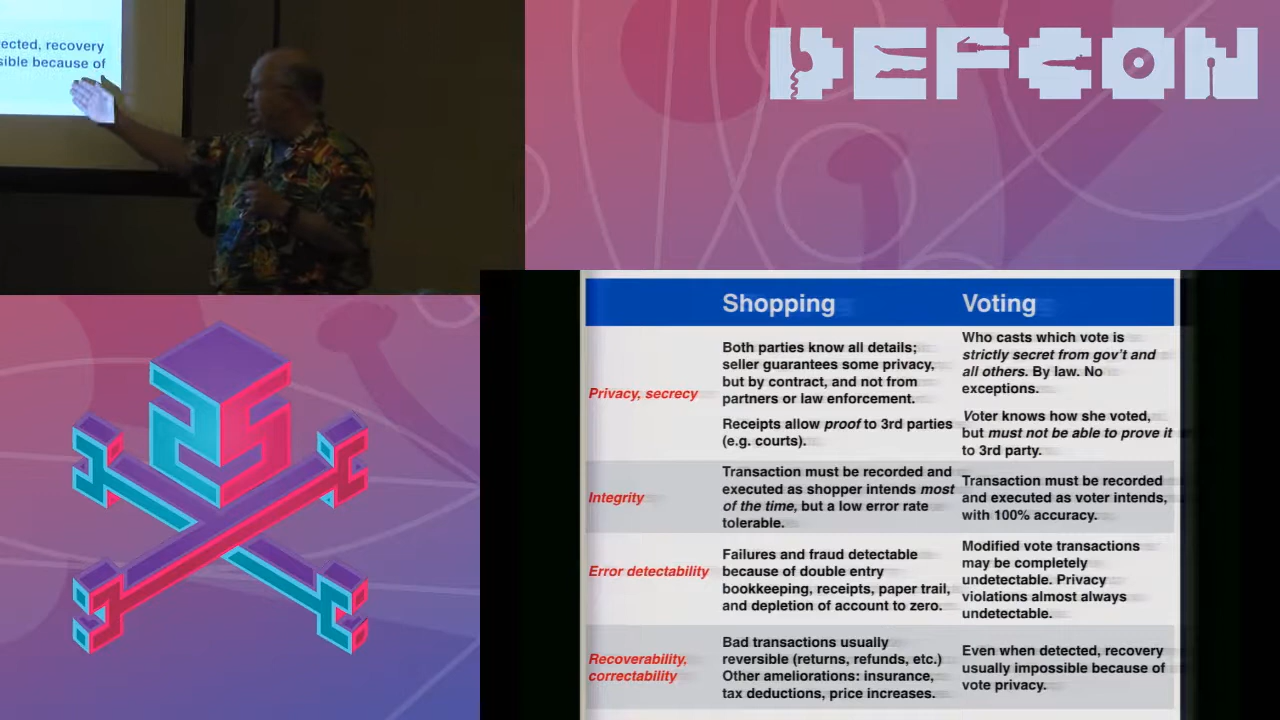 ected, recovery
sible because of
DEFCON
Shopping
Voting
Privacy, secrecy
Both parties know all details;
seller guarantees some privacy,
but by contract, and not from
partners or law enforcement.
Receipts allow proof to 3rd parties
(e.g. courts).
Who casts which vote is
strictly secret from gov't and
all others. By law. No
exceptions.
Voter knows how she voted,
but must not be able to prove it
to 3rd party.
Integrity
Transaction must be recorded and
executed as shopper intends most
of the time, but a low error rate
tolerable.
Transaction must be recorded
and executed as voter intends,
with 100% accuracy.
Error detectability
Failures and fraud detectable
because of double entry
bookkeeping, receipts, paper trail,
and depletion of account to zero.
Modified vote transactions
may be completely
undetectable. Privacy
violations almost always
undetectable.
Recoverability,
correctability
Bad transactions usually
reversible (returns, refunds, etc.)
Other ameliorations: insurance,
tax deductions, price increases.
Even when detected, recovery
usually impossible because of
vote privacy.